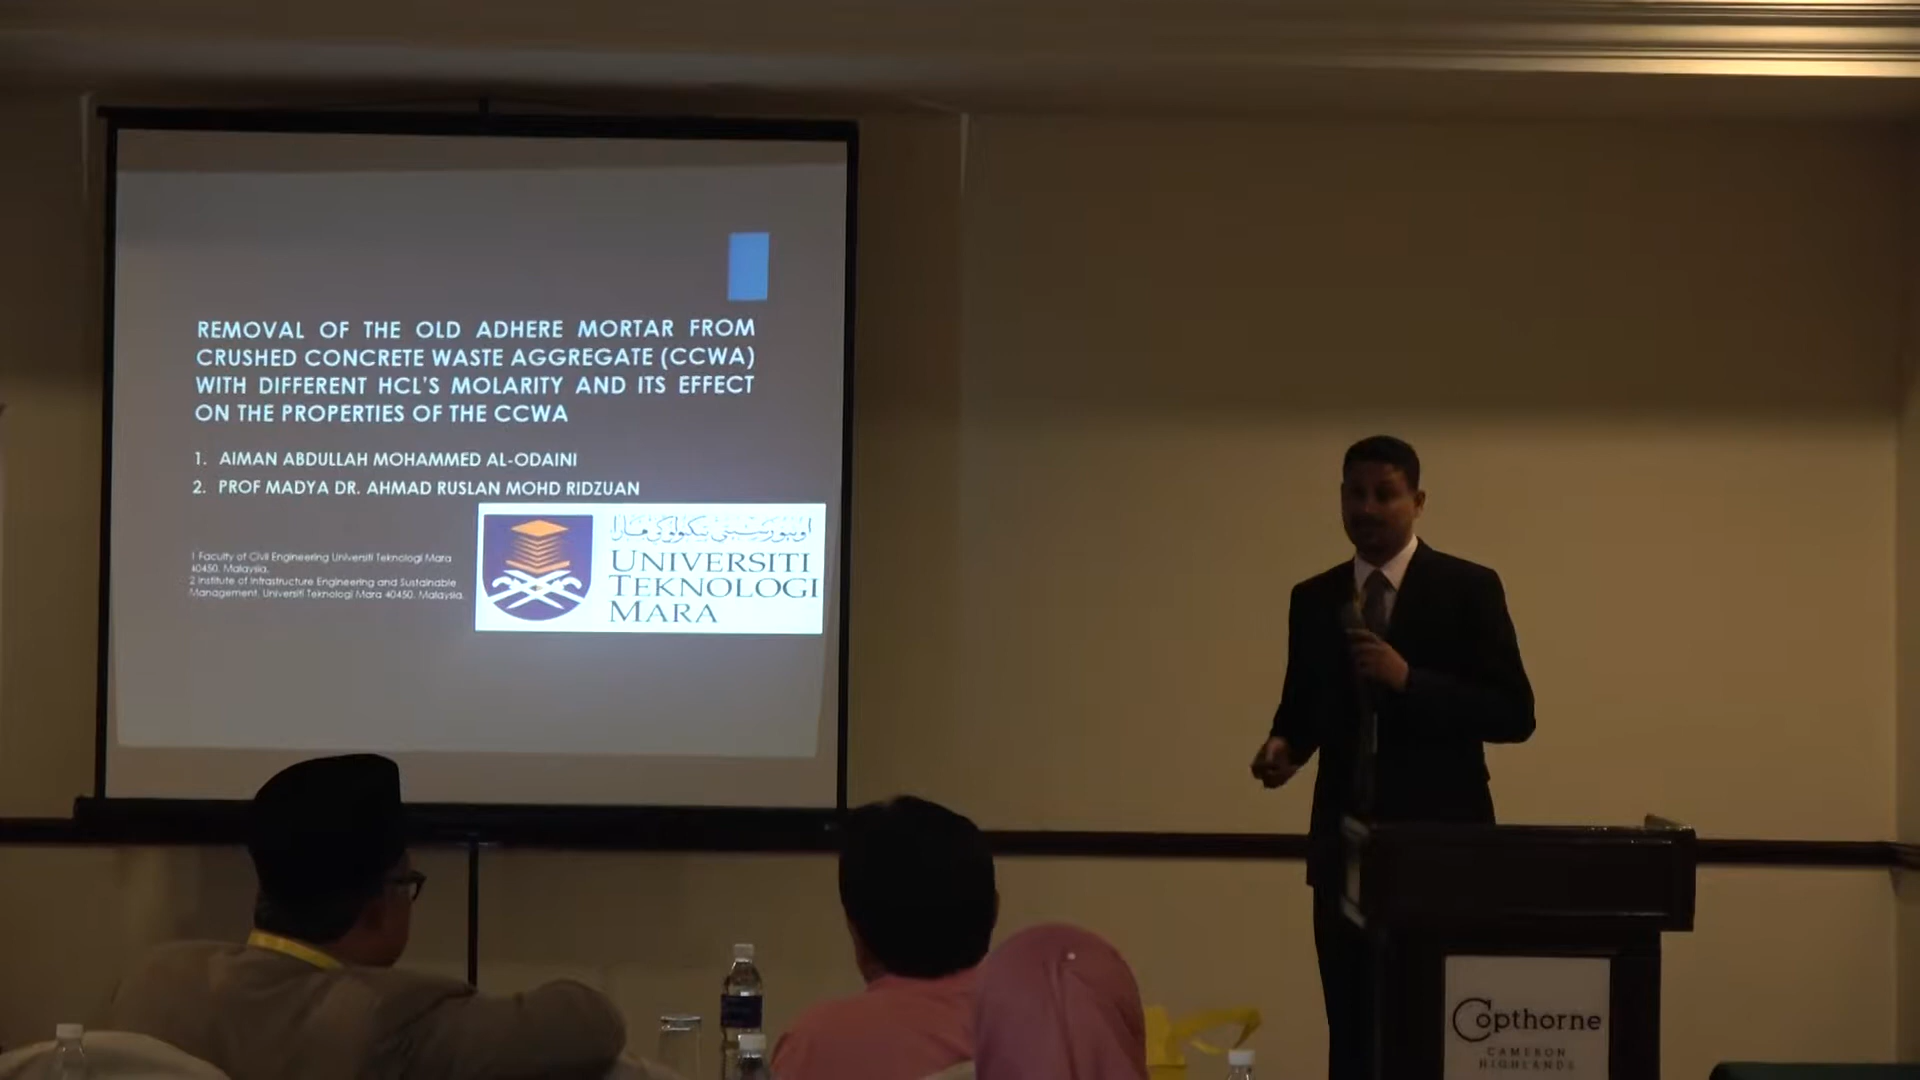 REMOVAL OF THE OLD ADHERE MORTAR FROM
CRUSHED CONCRETE WASTE AGGREGATE (CCWA)
WITH DIFFERENT HCL'S MOLARITY AND ITS EFFECT
ON THE PROPERTIES OF THE CCWA
1. AIMAN ABDULLAH MOHAMMED AL-ODAINI
2. PROF MADYA DR. AHMAD RUSLAN MOHD RIDZUAN
1 Faculty of Civil Engineering Universiti Teknologi Mara
40450, Malaysia.
2 Institute of Infrastructure Engineering and Sustainable
Management, Universiti Teknologi Mara 40450, Malaysia.
اونيۏرسيتي تيكنولوڬي مارا
UNIVERSITI
TEKNOLOGI
MARA
Copthorne
CAMERON
HIGHLANDS